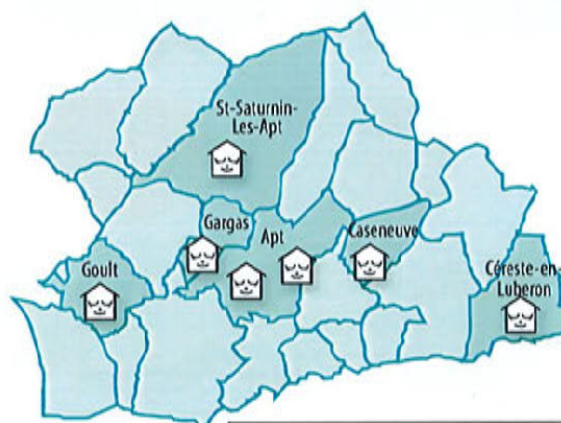 St-Saturnin-
Les-Apt
Gargas
Apt
Caseneuve
Goult
Céreste-en-
Luberon